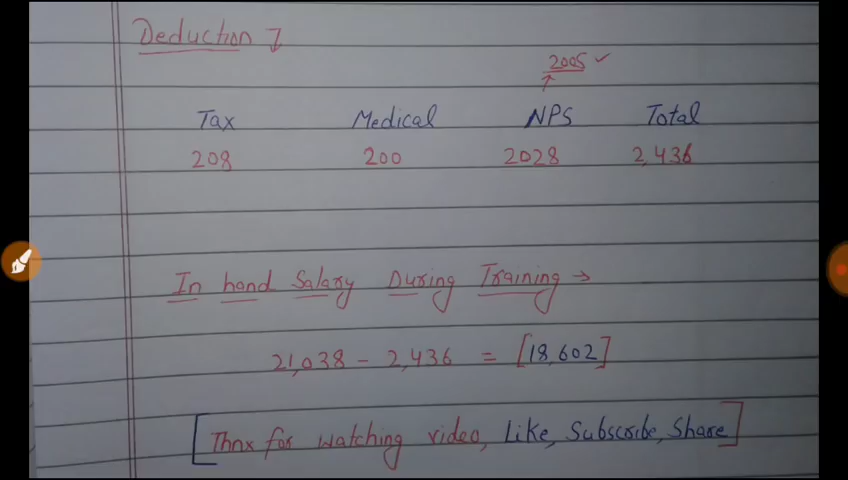 Deduction
2005 ✓
Tax Medical NPS Total
208 200 2028 2,436
In hand Salary During Training →
21,038 - 2,436 = [18,602]
[Thnx for watching video, Like, Subscribe, Share]